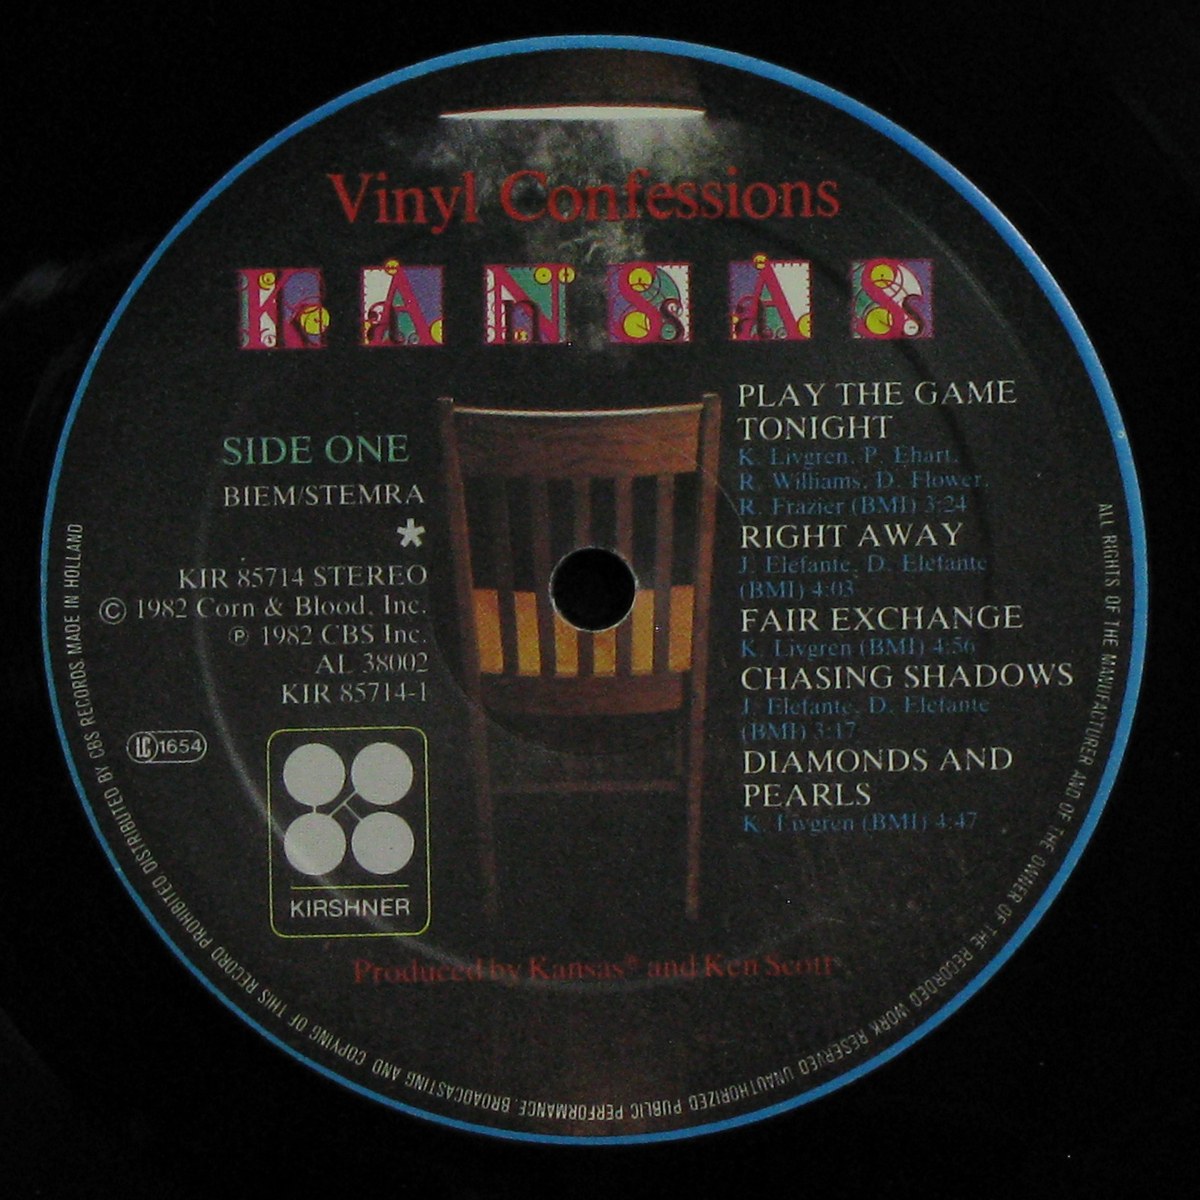 Vinyl Confessions
KANSAS
SIDE ONE
BIEM/STEMRA
*
KIR 85714 STEREO
© 1982 Corn & Blood, Inc.
℗ 1982 CBS Inc.
AL 38002
KIR 85714-1
LC 1654
KIRSHNER
PLAY THE GAME
TONIGHT
K. Livgren, P. Ehart,
R. Williams, D. Flower,
R. Frazier (BMI) 3:24
RIGHT AWAY
J. Elefante, D. Elefante
(BMI) 4:03
FAIR EXCHANGE
K. Livgren (BMI) 4:56
CHASING SHADOWS
J. Elefante, D. Elefante
(BMI) 3:17
DIAMONDS AND
PEARLS
K. Livgren (BMI) 4:47
Produced by Kansas® and Ken Scott
ALL RIGHTS OF THE MANUFACTURER AND OF THE OWNER OF THE RECORDED WORK RESERVED UNAUTHORIZED PUBLIC PERFORMANCE, BROADCASTING AND COPYING OF THIS RECORD PROHIBITED DISTRIBUTED BY CBS RECORDS MADE IN HOLLAND